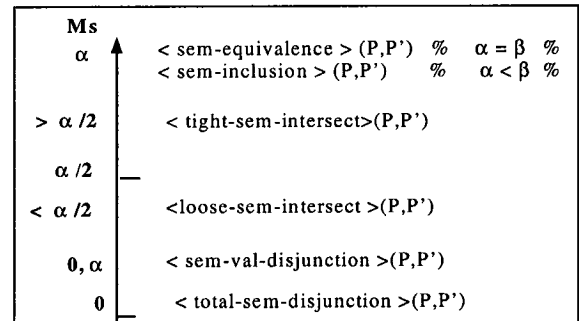 Ms
α < sem-equivalence > (P,P') % α = β %
< sem-inclusion > (P,P') % α < β %
> α /2 < tight-sem-intersect>(P,P')
α /2
< α /2 <loose-sem-intersect >(P,P')
0, α < sem-val-disjunction >(P,P')
0 < total-sem-disjunction >(P,P')